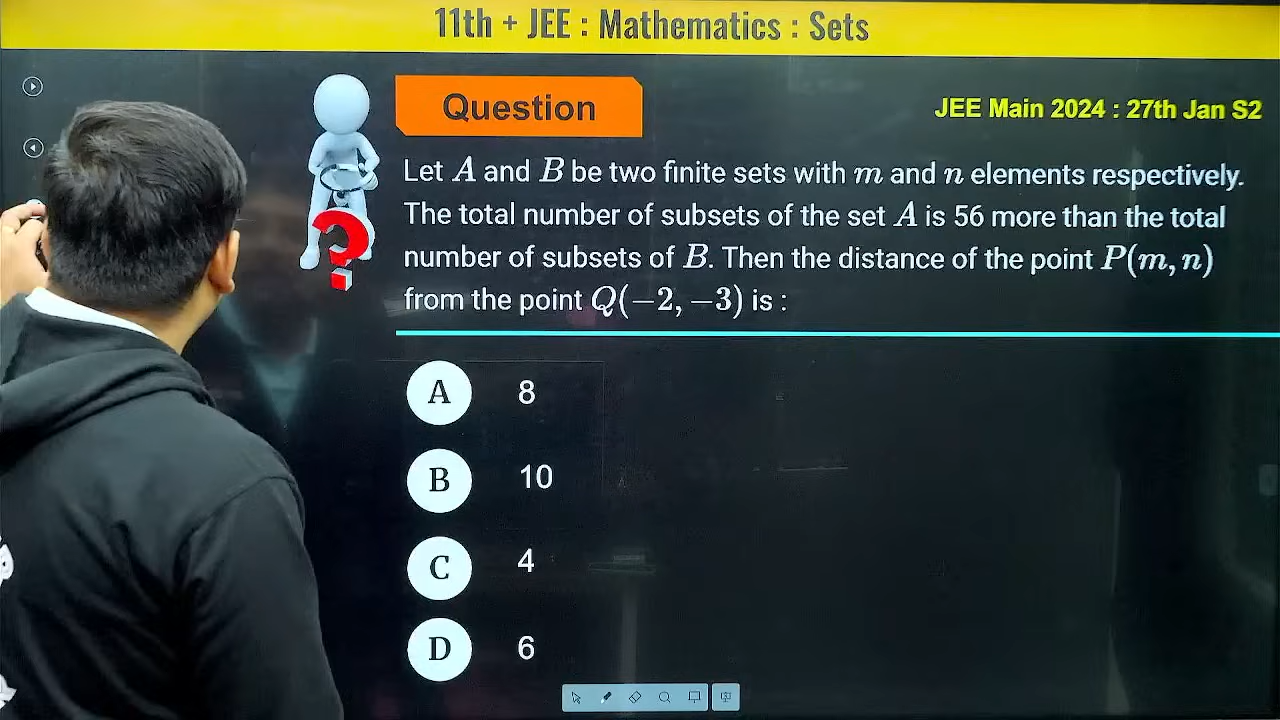 11th + JEE : Mathematics : Sets
Question
JEE Main 2024 : 27th Jan S2
Let A and B be two finite sets with m and n elements respectively.
The total number of subsets of the set A is 56 more than the total
number of subsets of B. Then the distance of the point P(m, n)
from the point Q(−2, −3) is :
A 8
B 10
C 4
D 6